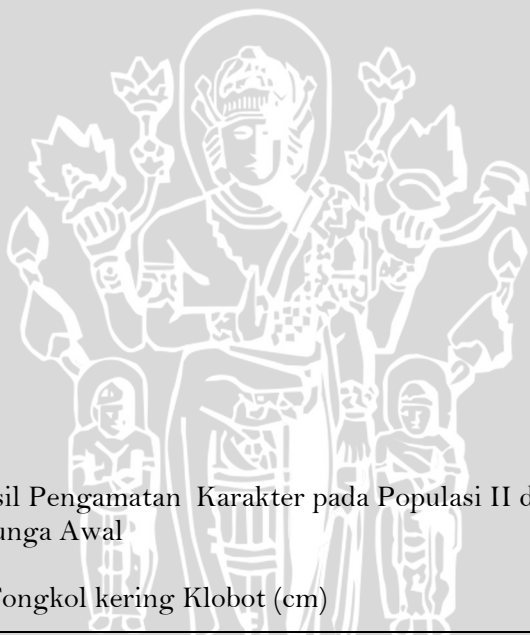 sil Pengamatan Karakter pada Populasi II d
unga Awal
Tongkol kering Klobot (cm)